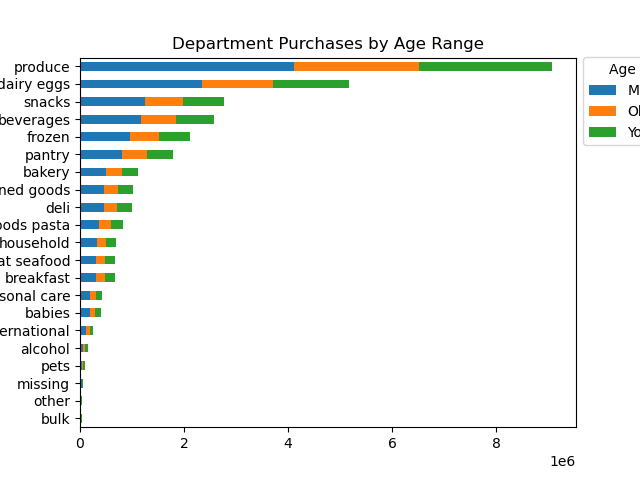 Department Purchases by Age Range
produce
dairy eggs
snacks
beverages
frozen
pantry
bakery
ned goods
deli
ods pasta
household
at seafood
breakfast
sonal care
babies
ernational
alcohol
pets
missing
other
bulk
0 2 4 6 8
1e6
Age
M
Ol
Yo